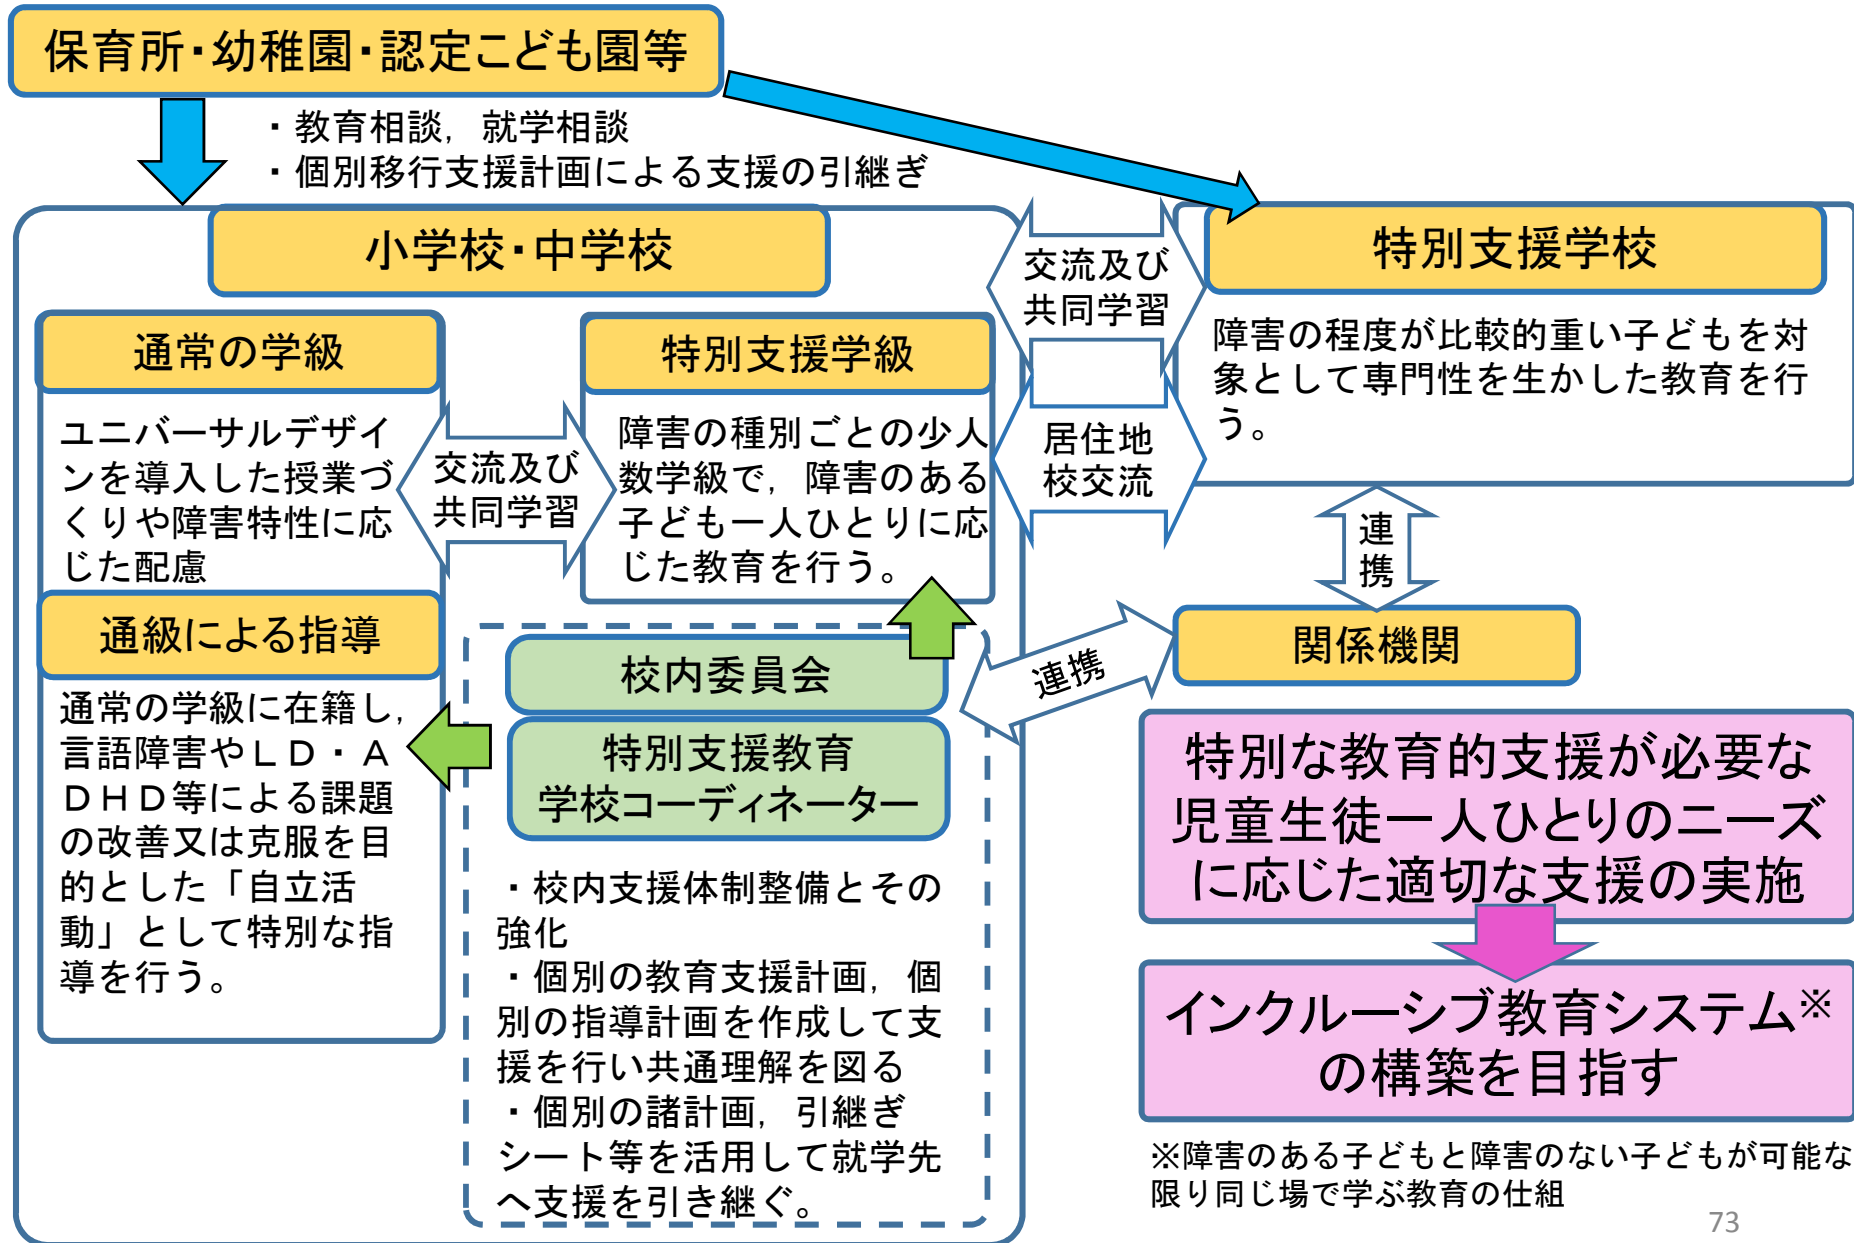 保育所・幼稚園・認定こども園等
・教育相談，就学相談
・個別移行支援計画による支援の引継ぎ
小学校・中学校
通常の学級
ユニバーサルデザイ
ンを導入した授業づ
くりや障害特性に応
じた配慮
交流及び
共同学習
特別支援学級
障害の種別ごとの少人
数学級で，障害のある
子ども一人ひとりに応
じた教育を行う。
通級による指導
通常の学級に在籍し，
言語障害やＬＤ・Ａ
ＤＨＤ等による課題
の改善又は克服を目
的とした「自立活
動」として特別な指
導を行う。
校内委員会
特別支援教育
学校コーディネーター
・校内支援体制整備とその
強化
・個別の教育支援計画，個
別の指導計画を作成して支
援を行い共通理解を図る
・個別の諸計画，引継ぎ
シート等を活用して就学先
へ支援を引き継ぐ。
交流及び
共同学習
居住地
校交流
特別支援学校
障害の程度が比較的重い子どもを対
象として専門性を生かした教育を行
う。
連
携
連携
関係機関
特別な教育的支援が必要な
児童生徒一人ひとりのニーズ
に応じた適切な支援の実施
インクルーシブ教育システム※
の構築を目指す
※障害のある子どもと障害のない子どもが可能な
限り同じ場で学ぶ教育の仕組
73